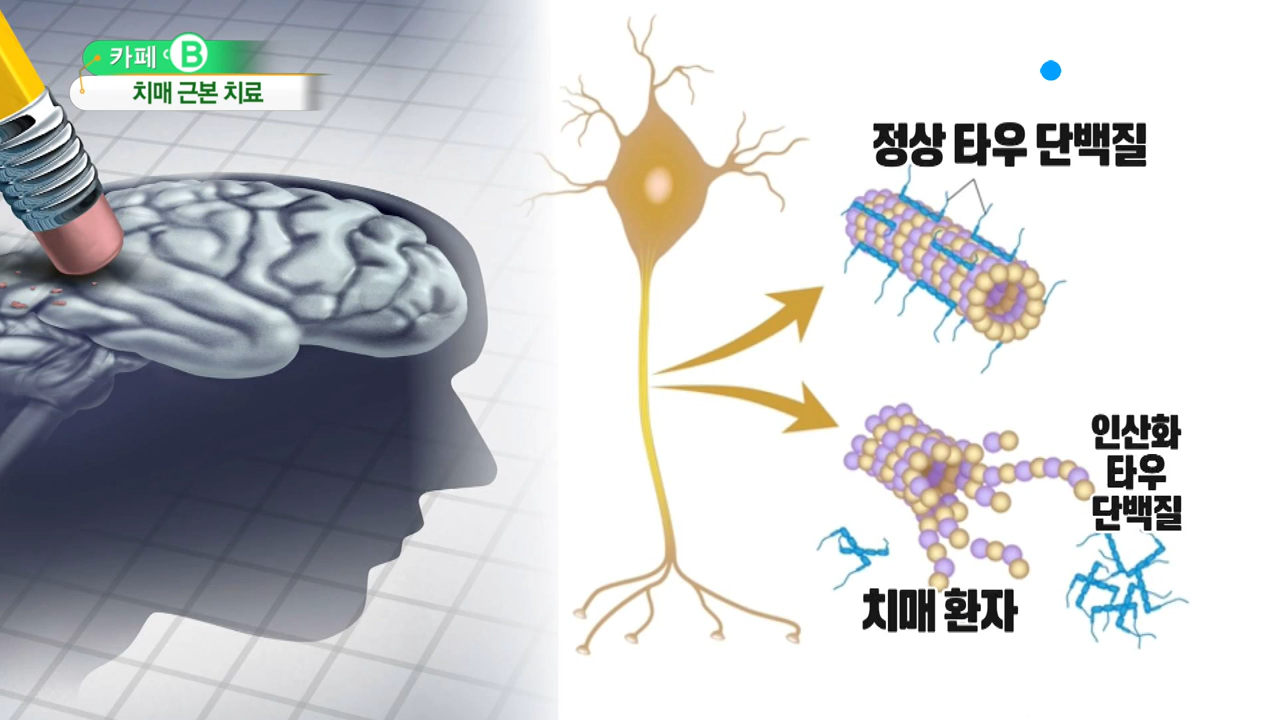 카페 B
치매 근본 치료
정상 타우 단백질
인산화
타우
단백질
치매 환자